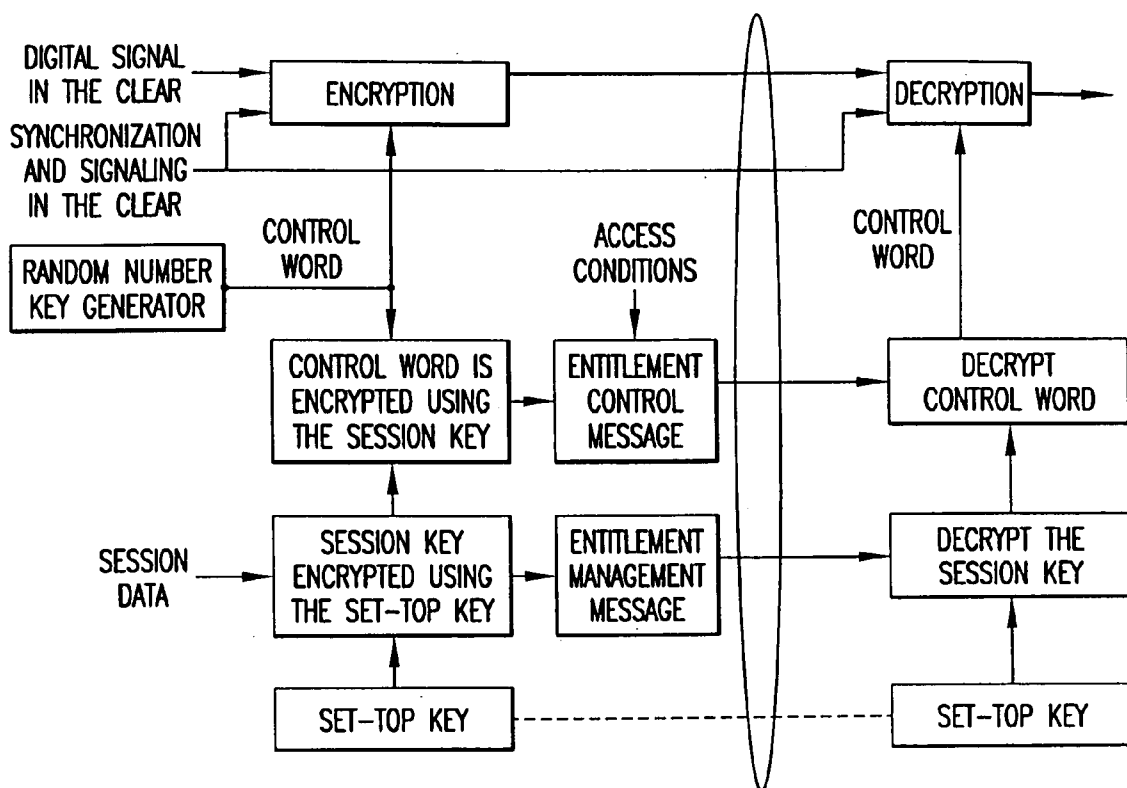 DIGITAL SIGNAL
IN THE CLEAR
ENCRYPTION
DECRYPTION
SYNCHRONIZATION
AND SIGNALING
IN THE CLEAR
CONTROL
WORD
ACCESS
CONDITIONS
CONTROL
WORD
RANDOM NUMBER
KEY GENERATOR
CONTROL WORD IS
ENCRYPTED USING
THE SESSION KEY
ENTITLEMENT
CONTROL
MESSAGE
DECRYPT
CONTROL WORD
SESSION
DATA
SESSION KEY
ENCRYPTED USING
THE SET-TOP KEY
ENTITLEMENT
MANAGEMENT
MESSAGE
DECRYPT THE
SESSION KEY
SET-TOP KEY
SET-TOP KEY